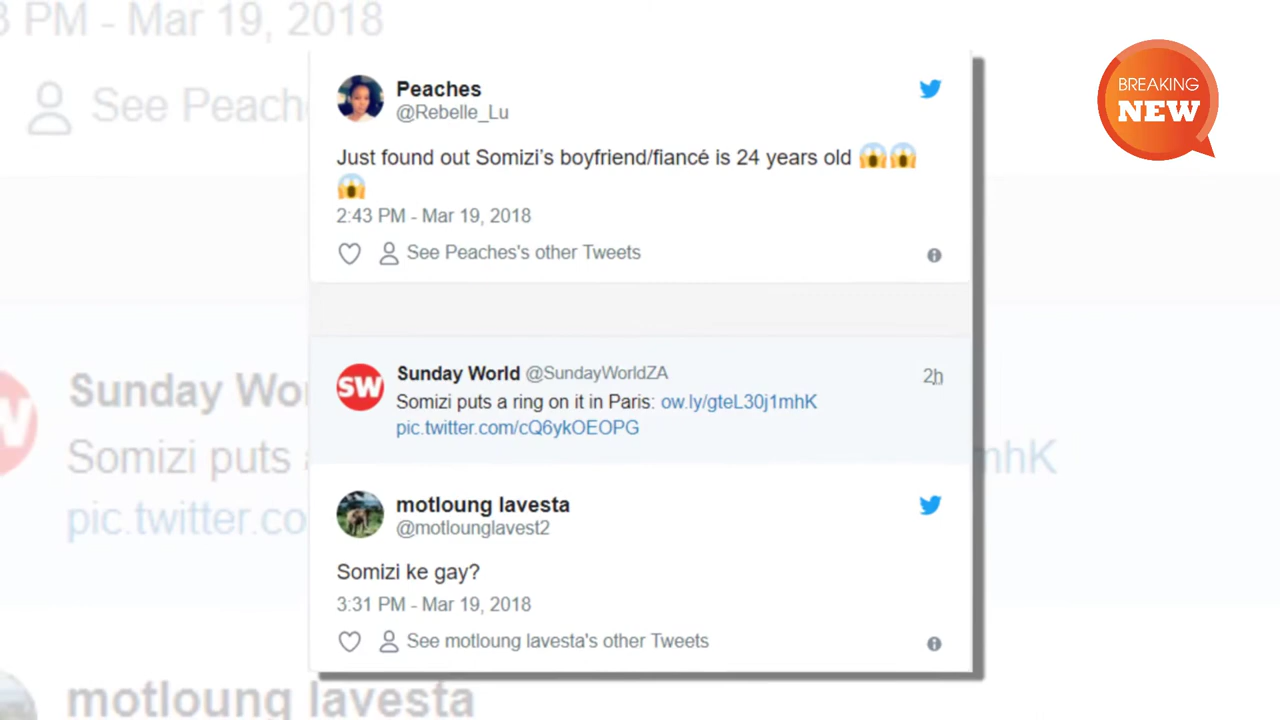 3 PM - Mar 19, 2018
See Peache
BREAKING
NEW
Peaches
@Rebelle_Lu
Just found out Somizi’s boyfriend/fiancé is 24 years old 😱😱
😱
2:43 PM - Mar 19, 2018
See Peaches's other Tweets
SW
Sunday World @SundayWorldZA 2h
Somizi puts a ring on it in Paris: ow.ly/gteL30j1mhK
pic.twitter.com/cQ6ykOEOPG
motloung lavesta
@motlounglavest2
Somizi ke gay?
3:31 PM - Mar 19, 2018
See motloung lavesta's other Tweets
W
Sunday Wo
Somizi puts mhK
pic.twitter.co
motloung lavesta